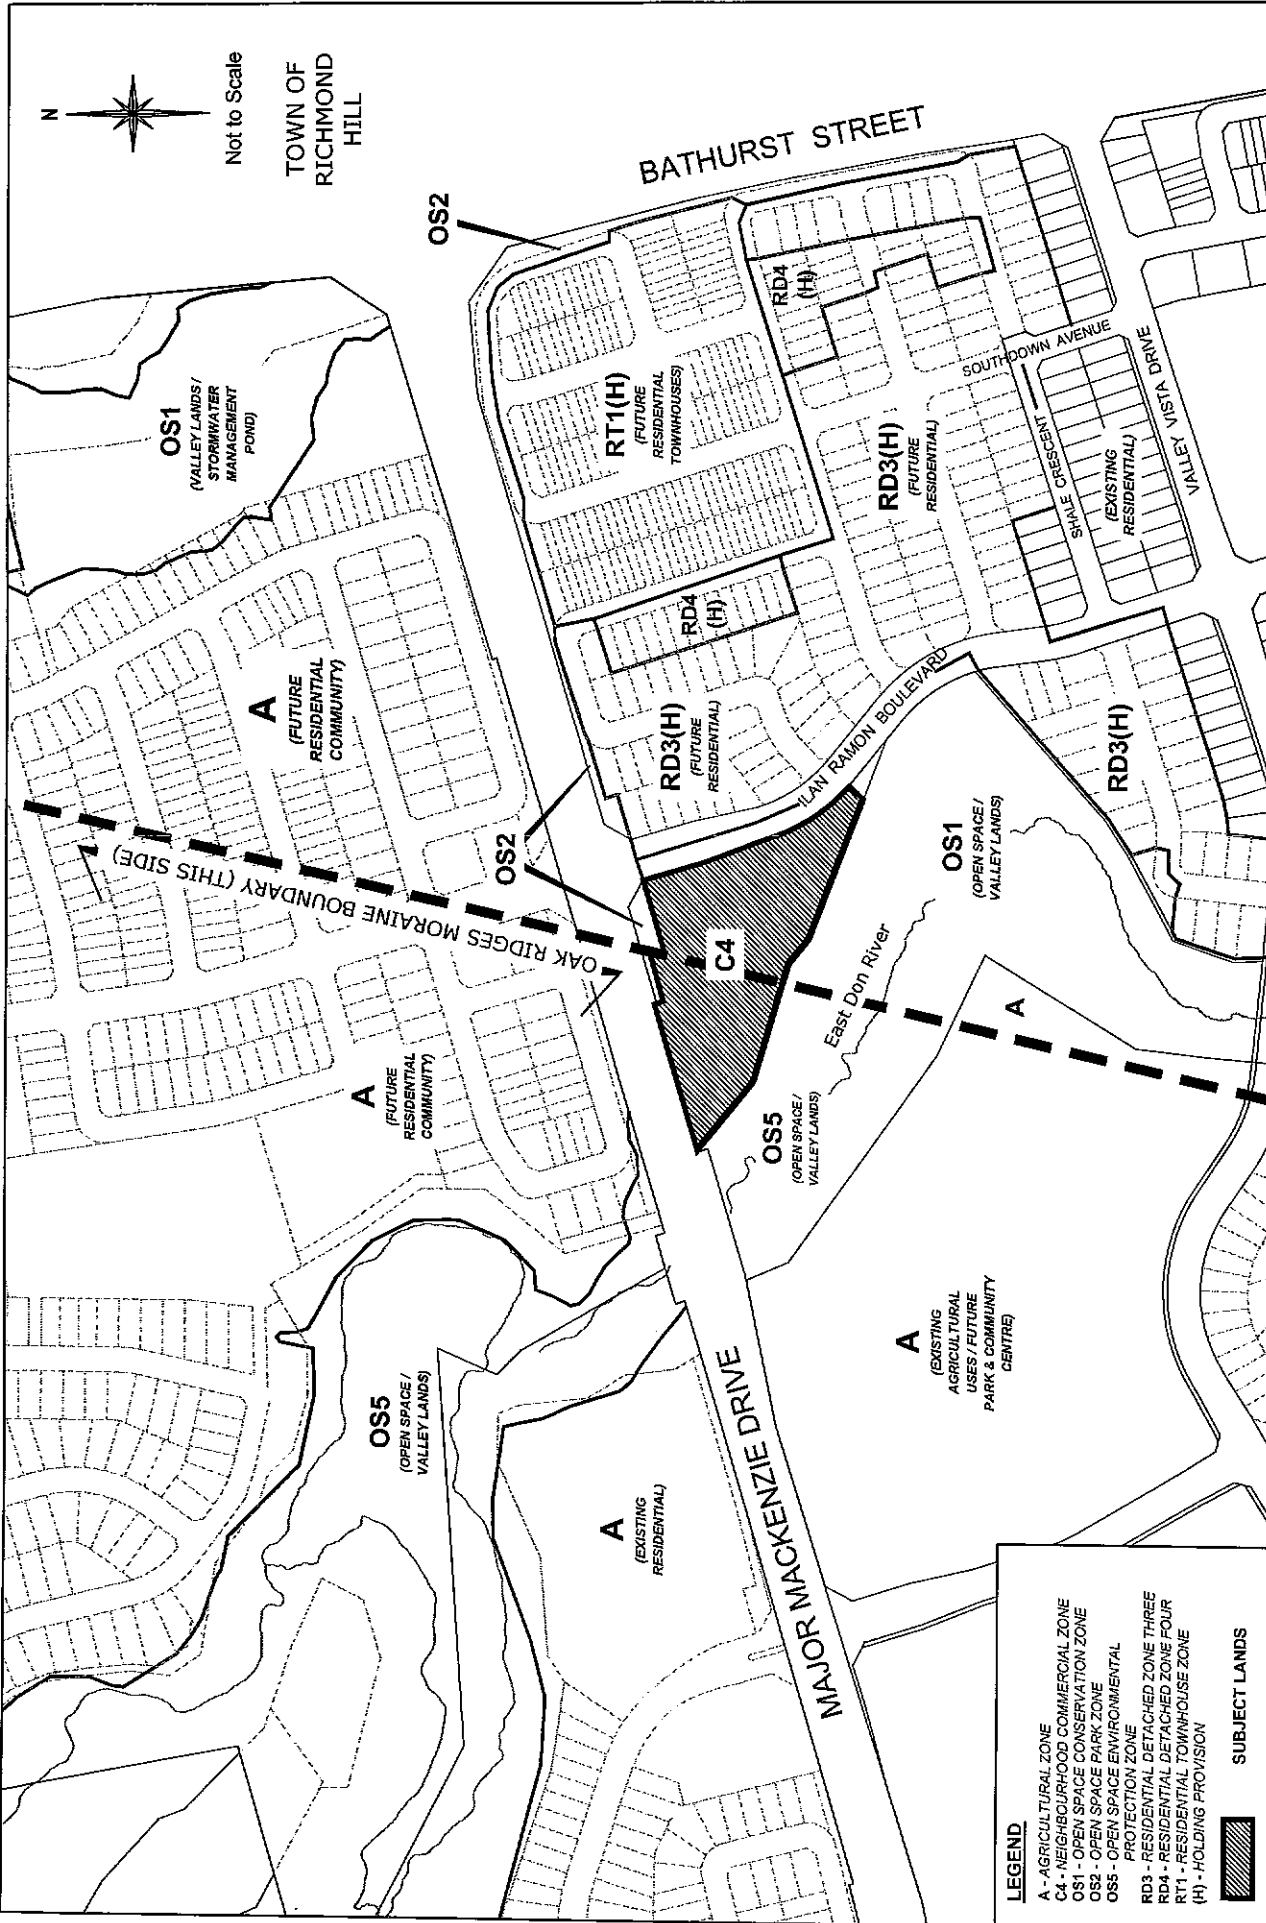 N
Not to Scale
TOWN OF
RICHMOND
HILL
BATHURST STREET
OS2
OS1
(VALLEY LANDS /
STORMWATER
MANAGEMENT
POND)
A
(FUTURE
RESIDENTIAL
COMMUNITY)
OAK RIDGES MORAINE BOUNDARY (THIS SIDE)
A
(FUTURE
RESIDENTIAL
COMMUNITY)
OS2
RT1(H)
(FUTURE
RESIDENTIAL
TOWNHOUSES)
RD4
(H)
RD4
(H)
RD3(H)
(FUTURE
RESIDENTIAL)
RD3(H)
(FUTURE
RESIDENTIAL)
SOUTHDOWN AVENUE
SHALE CRESCENT
(EXISTING
RESIDENTIAL)
VALLEY VISTA DRIVE
ILAN RAMON BOULEVARD
RD3(H)
C4
OS1
(OPEN SPACE /
VALLEY LANDS)
East Don River
A
OS5
(OPEN SPACE /
VALLEY LANDS)
OS5
(OPEN SPACE /
VALLEY LANDS)
A
(EXISTING
RESIDENTIAL)
MAJOR MACKENZIE DRIVE
A
(EXISTING
AGRICULTURAL
USES / FUTURE
PARK & COMMUNITY
CENTRE)
LEGEND
A - AGRICULTURAL ZONE
C4 - NEIGHBOURHOOD COMMERCIAL ZONE
OS1 - OPEN SPACE CONSERVATION ZONE
OS2 - OPEN SPACE PARK ZONE
OS5 - OPEN SPACE ENVIRONMENTAL
PROTECTION ZONE
RD3 - RESIDENTIAL DETACHED ZONE THREE
RD4 - RESIDENTIAL DETACHED ZONE FOUR
RT1 - RESIDENTIAL TOWNHOUSE ZONE
(H) - HOLDING PROVISION
SUBJECT LANDS